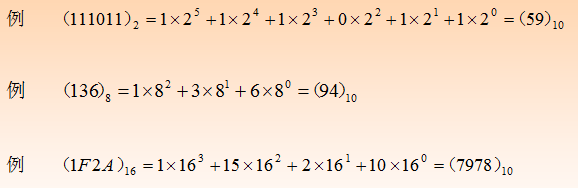 例 (111011)₂ = 1×2⁵ +1×2⁴ +1×2³ +0×2² +1×2¹ +1×2⁰ = (59)₁₀
例 (136)₈ = 1×8² +3×8¹ +6×8⁰ = (94)₁₀
例 (1F2A)₁₆ = 1×16³ +15×16² +2×16¹ +10×16⁰ = (7978)₁₀